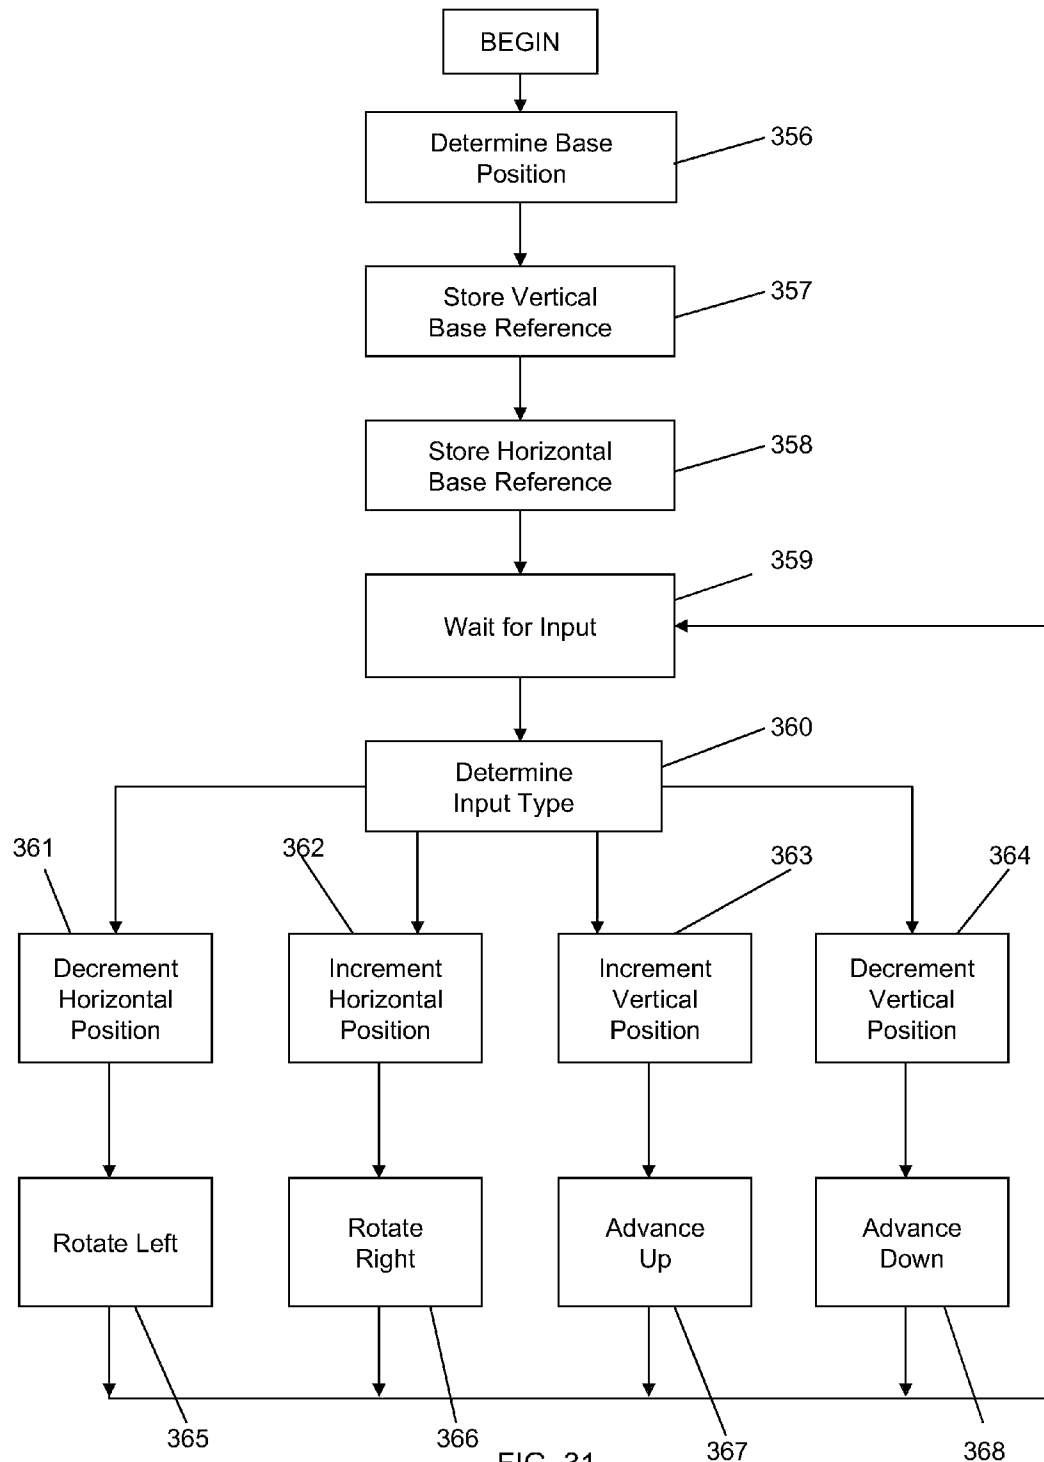 BEGIN
Determine Base
Position
356
Store Vertical
Base Reference
357
Store Horizontal
Base Reference
358
359
Wait for Input
360
Determine
Input Type
361
362
363
364
Decrement
Horizontal
Position
Increment
Horizontal
Position
Increment
Vertical
Position
Decrement
Vertical
Position
Rotate Left
Rotate
Right
Advance
Up
Advance
Down
365
366
367
368
FIG. 31